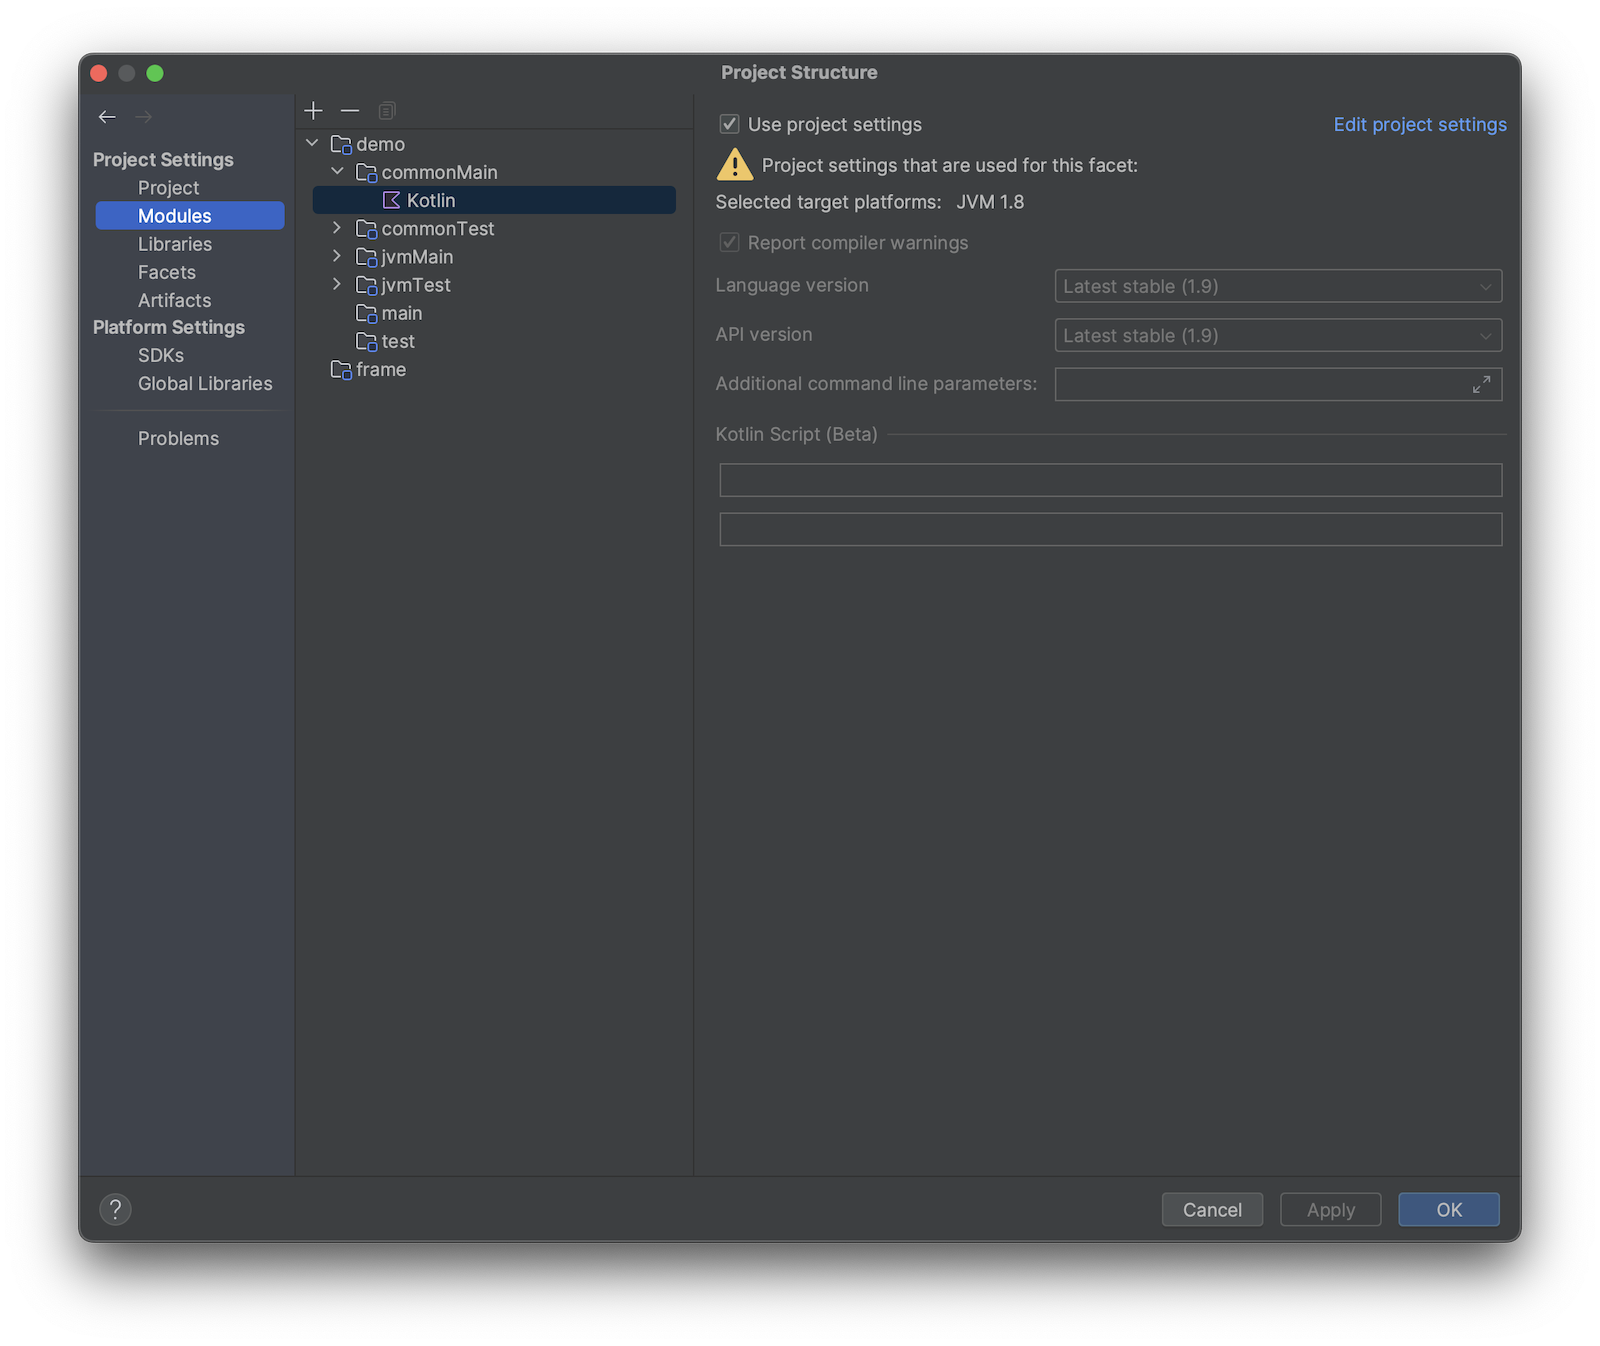 Project Structure
Project Settings
Project
Modules
Libraries
Facets
Artifacts
Platform Settings
SDKs
Global Libraries
Problems
demo
commonMain
Kotlin
commonTest
jvmMain
jvmTest
main
test
frame
Use project settings
Edit project settings
Project settings that are used for this facet:
Selected target platforms: JVM 1.8
Report compiler warnings
Language version
Latest stable (1.9)
API version
Latest stable (1.9)
Additional command line parameters:
Kotlin Script (Beta)
?
Cancel
Apply
OK